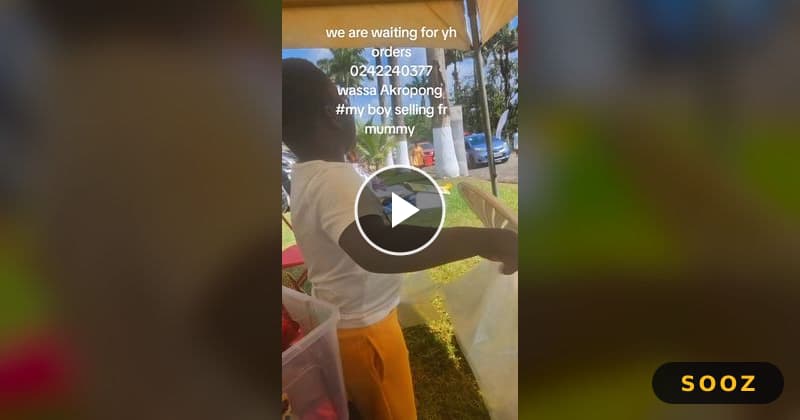 we are waiting for yh
orders
0242240377
wassa Akropong
#my boy selling fr
mummy
SOOZ